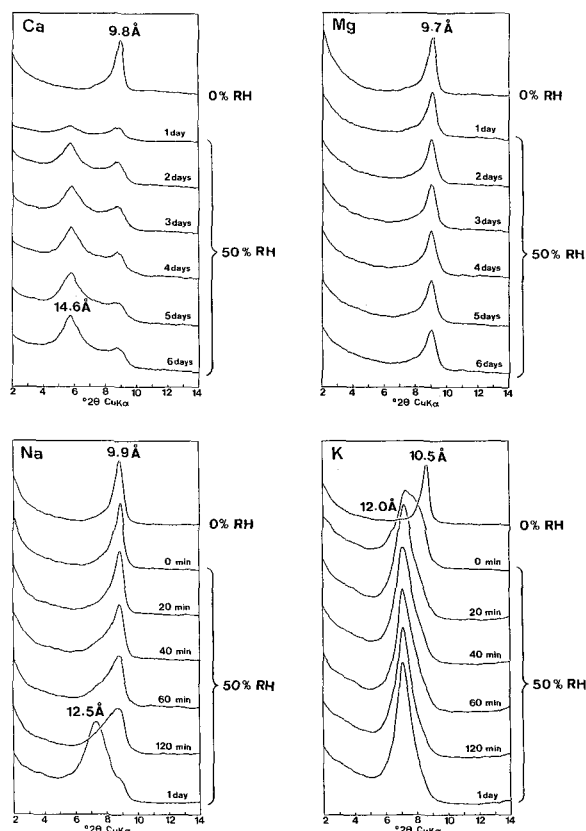 Ca
9.8Å
0% RH
1 day
2 days
3 days
4 days
5 days
14.6Å
6 days
50% RH
2 4 6 8 10 12 14
°2θ CuKα
Mg
9.7Å
0% RH
1 day
2 days
3 days
4 days
5 days
6 days
50% RH
2 4 6 8 10 12 14
°2θ CuKα
Na
9.9Å
0% RH
0 min
20 min
40 min
60 min
12.5Å
120 min
1 day
50% RH
2 4 6 8 10 12 14
°2θ CuKα
K
10.5Å
12.0Å
0% RH
0 min
20 min
40 min
60 min
120 min
1 day
50% RH
2 4 6 8 10 12 14
°2θ CuKα